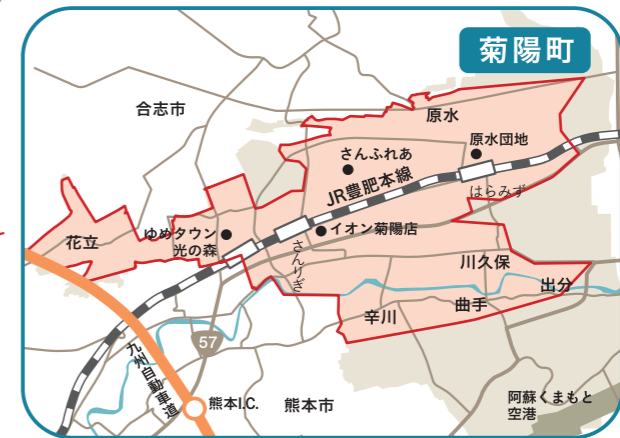 菊陽町
合志市
原水
原水団地
さんふれあ
JR豊肥本線
はらみず
花立
ゆめタウン
光の森
イオン菊陽店
さんりぎ
川久保
出分
曲手
辛川
57
九州自動車道
熊本I.C.
熊本市
阿蘇くまもと
空港